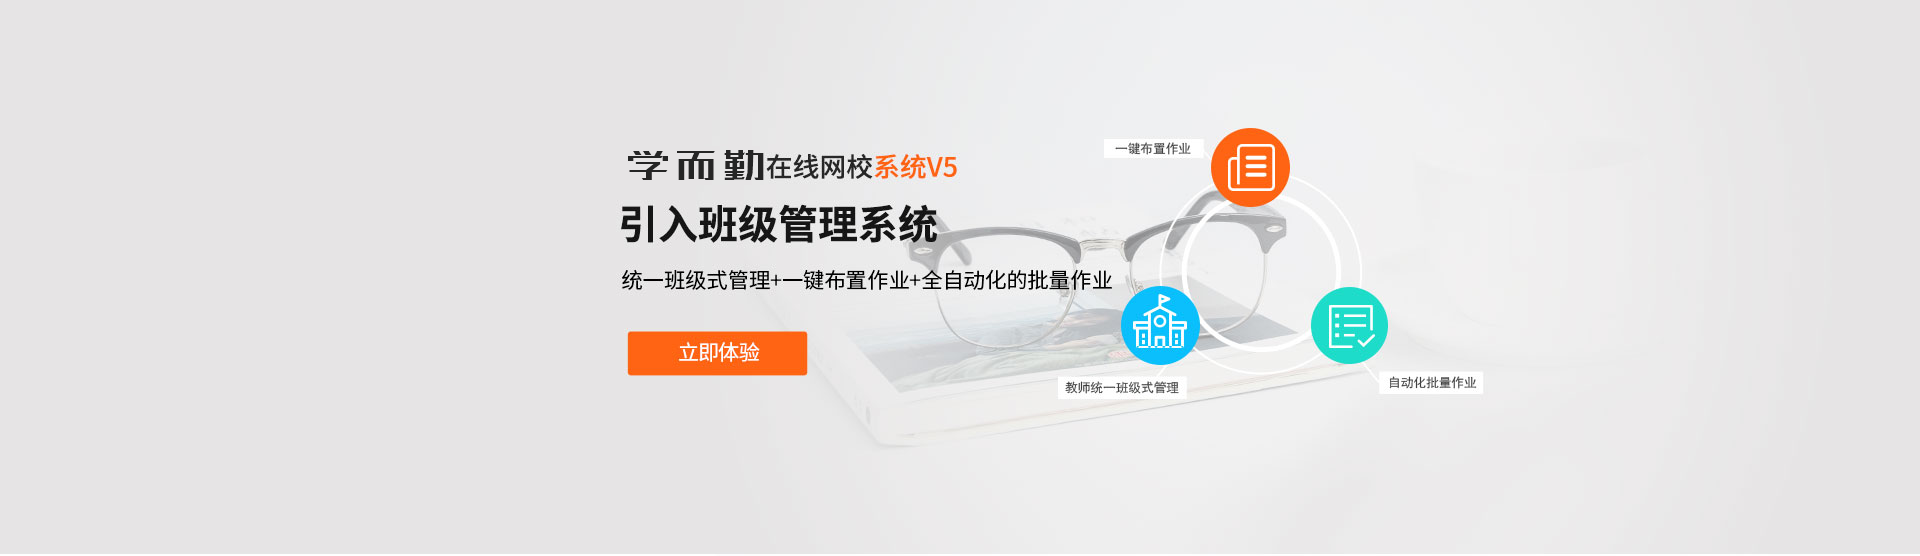 学而勤在线网校系统V5
引入班级管理系统
统一班级式管理+一键布置作业+全自动化的批量作业
立即体验
一键布置作业
教师统一班级式管理
自动化批量作业